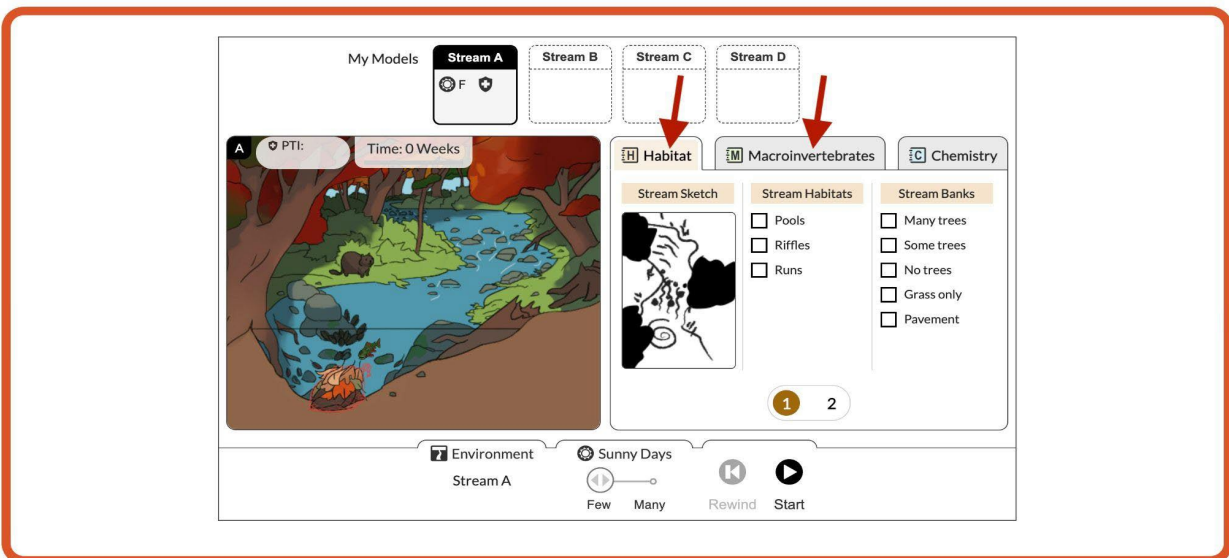 My Models
Stream A
Stream B
Stream C
Stream D
F
A
PTI:
Time: 0 Weeks
H Habitat
M Macroinvertebrates
C Chemistry
Stream Sketch
Stream Habitats
Stream Banks
Pools
Riffles
Runs
Many trees
Some trees
No trees
Grass only
Pavement
1 2
Environment
Sunny Days
Stream A
Few Many
Rewind
Start